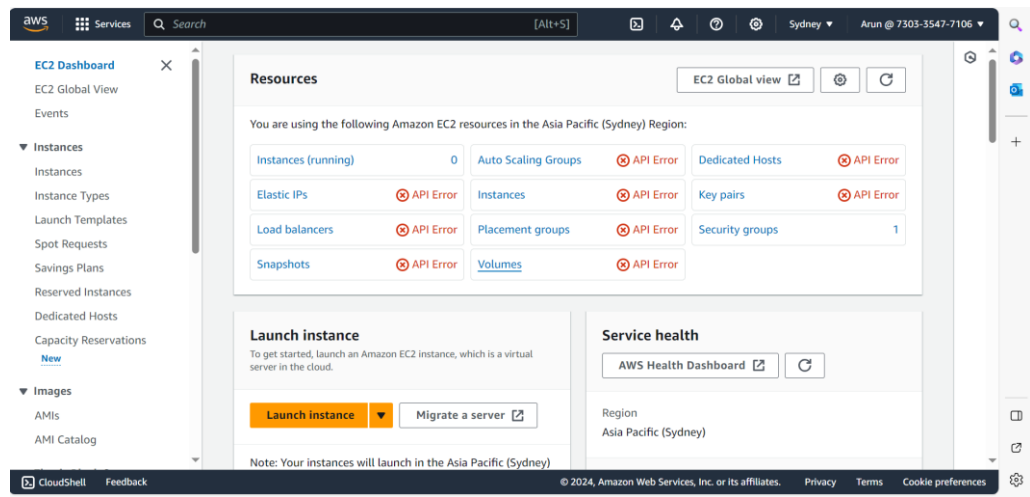 aws Services Search [Alt+S] Sydney ▼ Arun @ 7303-3547-7106 ▼
EC2 Dashboard
EC2 Global View
Events
Instances
Instances
Instance Types
Launch Templates
Spot Requests
Savings Plans
Reserved Instances
Dedicated Hosts
Capacity Reservations
New
Images
AMIs
AMI Catalog
Resources
EC2 Global view
You are using the following Amazon EC2 resources in the Asia Pacific (Sydney) Region:
Instances (running) 0 Auto Scaling Groups API Error Dedicated Hosts API Error
Elastic IPs API Error Instances API Error Key pairs API Error
Load balancers API Error Placement groups API Error Security groups 1
Snapshots API Error Volumes API Error
Launch instance
To get started, launch an Amazon EC2 instance, which is a virtual
server in the cloud.
Launch instance Migrate a server
Note: Your instances will launch in the Asia Pacific (Sydney)
Service health
AWS Health Dashboard
Region
Asia Pacific (Sydney)
CloudShell Feedback © 2024, Amazon Web Services, Inc. or its affiliates. Privacy Terms Cookie preferences